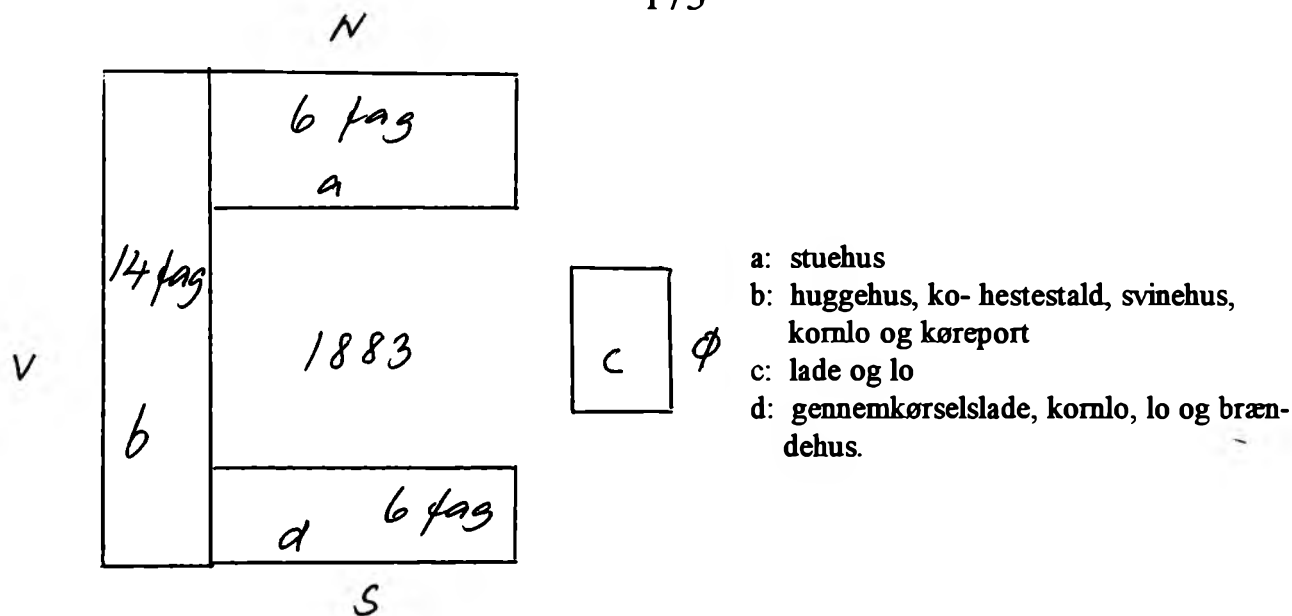 N
6 fag
a
14 fag
1883
c
Ø
V
b
6 fag
d
S
a: stuehus
b: huggehus, ko- hestestald, svinehus,
kornlo og køreport
c: lade og lo
d: gennemkørselslade, kornlo, lo og bræn-
dehus.